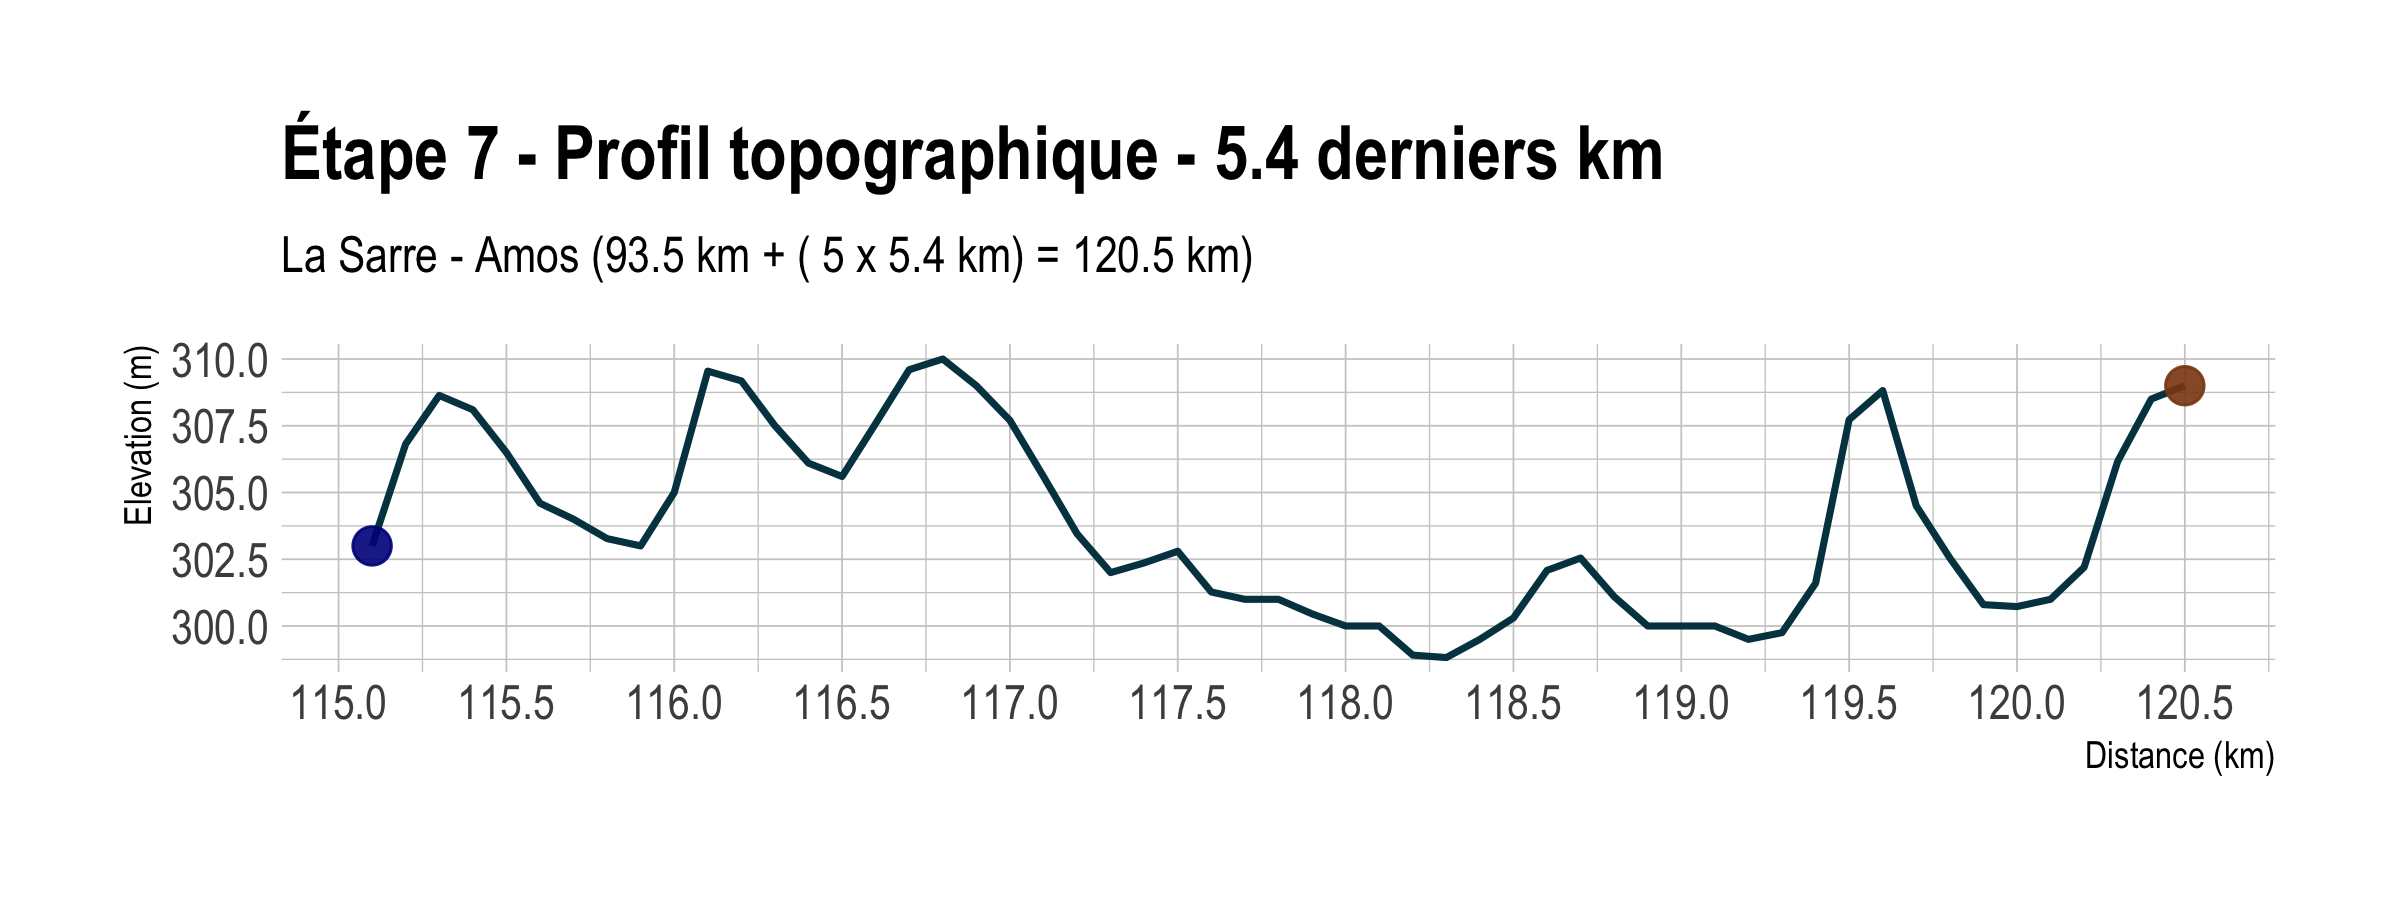 Étape 7 - Profil topographique - 5.4 derniers km
La Sarre - Amos (93.5 km + ( 5 x 5.4 km) = 120.5 km)
Elevation (m)
310.0
307.5
305.0
302.5
300.0
115.0 115.5 116.0 116.5 117.0 117.5 118.0 118.5 119.0 119.5 120.0 120.5
Distance (km)